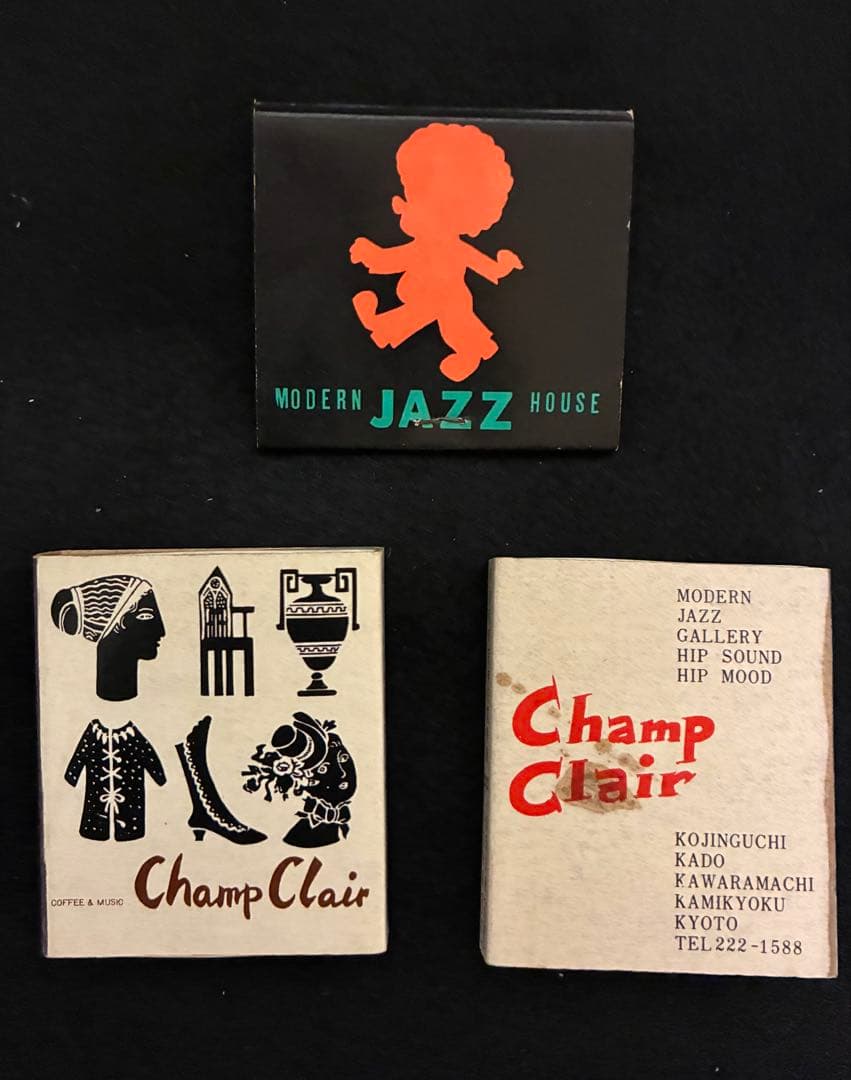 MODERN JAZZ HOUSE
COFFEE & MUSIC Champ Clair
MODERN
JAZZ
GALLERY
HIP SOUND
HIP MOOD
Champ
Clair
KOJINGUCHI
KADO
KAWARAMACHI
KAMIKYOKU
KYOTO
TEL 222-1588